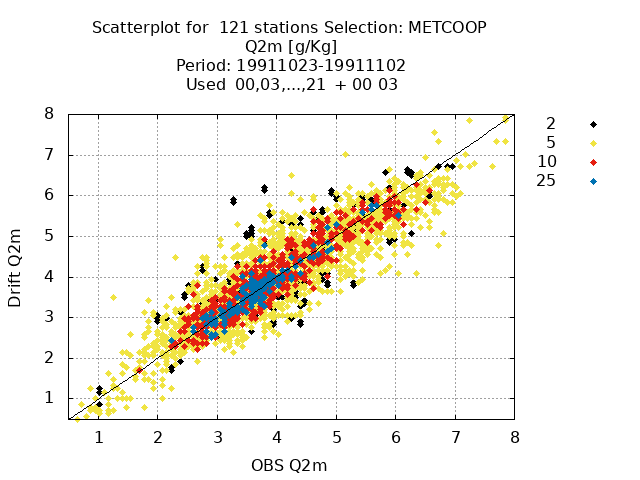 Scatterplot for  121 stations Selection: METCOOP
Q2m [g/Kg]
Period: 19911023-19911102
Used  00,03,...,21  + 00 03
8
7
6
5
4
3
2
1
1 2 3 4 5 6 7 8
Drift Q2m
OBS Q2m
2
5
10
25